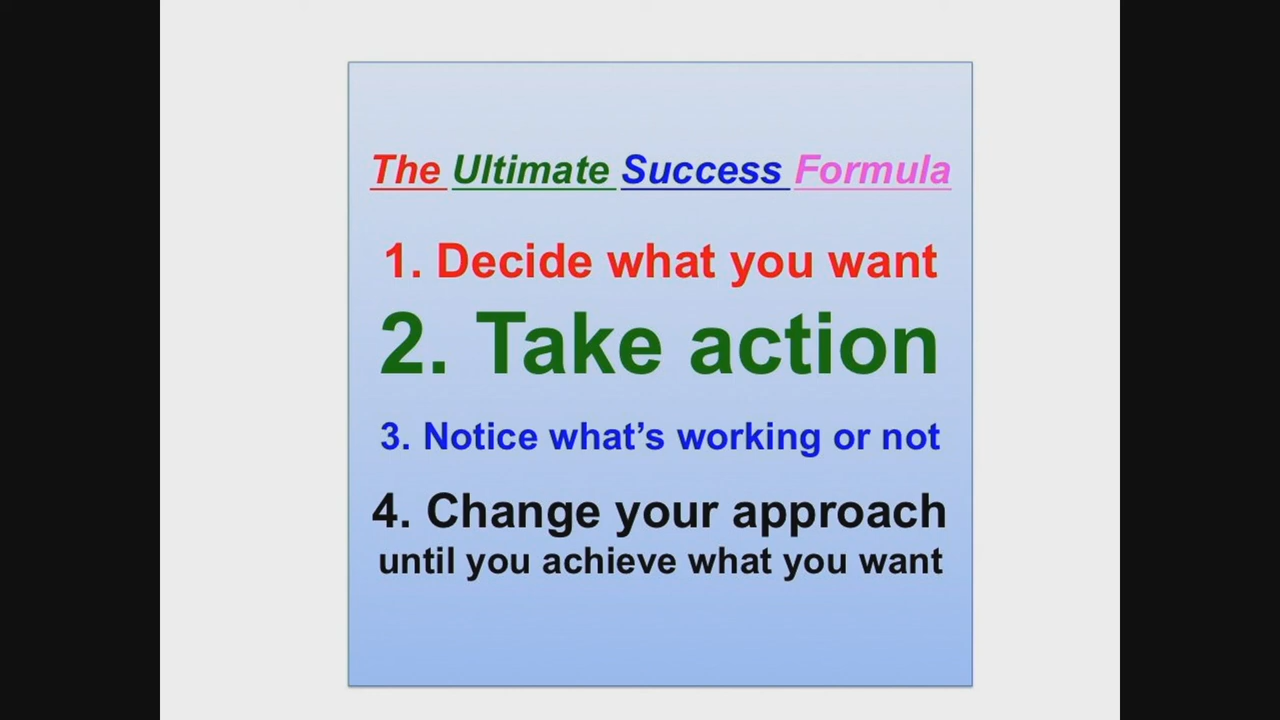 The Ultimate Success Formula
1. Decide what you want
2. Take action
3. Notice what’s working or not
4. Change your approach
until you achieve what you want